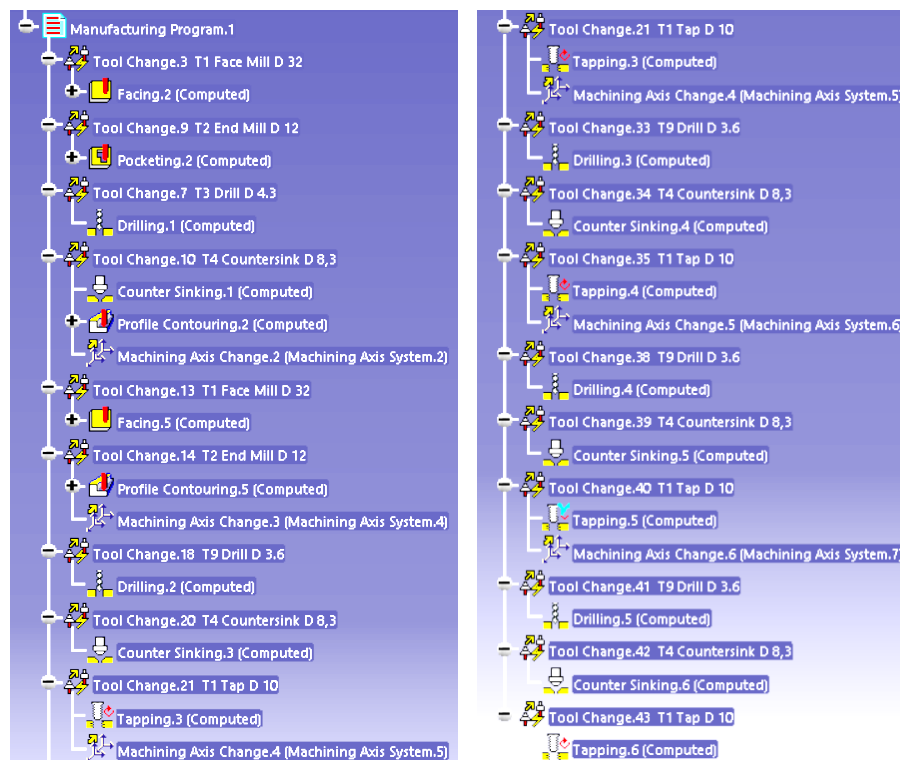 Manufacturing Program.1
Tool Change.3 T1 Face Mill D 32
Facing.2 (Computed)
Tool Change.9 T2 End Mill D 12
Pocketing.2 (Computed)
Tool Change.7 T3 Drill D 4.3
Drilling.1 (Computed)
Tool Change.10 T4 Countersink D 8,3
Counter Sinking.1 (Computed)
Profile Contouring.2 (Computed)
Machining Axis Change.2 (Machining Axis System.2)
Tool Change.13 T1 Face Mill D 32
Facing.5 (Computed)
Tool Change.14 T2 End Mill D 12
Profile Contouring.5 (Computed)
Machining Axis Change.3 (Machining Axis System.4)
Tool Change.18 T9 Drill D 3.6
Drilling.2 (Computed)
Tool Change.20 T4 Countersink D 8,3
Counter Sinking.3 (Computed)
Tool Change.21 T1 Tap D 10
Tapping.3 (Computed)
Machining Axis Change.4 (Machining Axis System.5)
Tool Change.21 T1 Tap D 10
Tapping.3 (Computed)
Machining Axis Change.4 (Machining Axis System.5)
Tool Change.33 T9 Drill D 3.6
Drilling.3 (Computed)
Tool Change.34 T4 Countersink D 8,3
Counter Sinking.4 (Computed)
Tool Change.35 T1 Tap D 10
Tapping.4 (Computed)
Machining Axis Change.5 (Machining Axis System.6)
Tool Change.38 T9 Drill D 3.6
Drilling.4 (Computed)
Tool Change.39 T4 Countersink D 8,3
Counter Sinking.5 (Computed)
Tool Change.40 T1 Tap D 10
Tapping.5 (Computed)
Machining Axis Change.6 (Machining Axis System.7)
Tool Change.41 T9 Drill D 3.6
Drilling.5 (Computed)
Tool Change.42 T4 Countersink D 8,3
Counter Sinking.6 (Computed)
Tool Change.43 T1 Tap D 10
Tapping.6 (Computed)